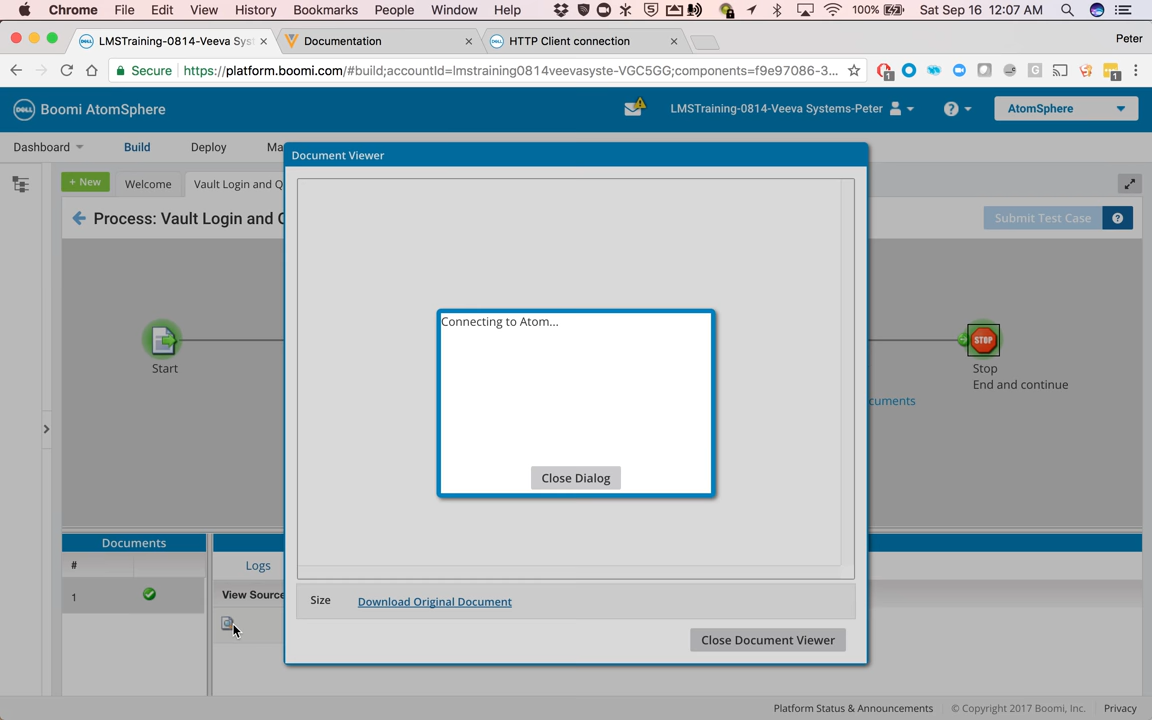 Chrome File Edit View History Bookmarks People Window Help 100% Sat Sep 16 12:07 AM
LMSTraining-0814-Veeva Sys
Documentation
HTTP Client connection
Peter
Secure https://platform.boomi.com/#build;accountId=lmstraining0814veevasyste-VGC5GG;components=f9e97086-3...
Boomi AtomSphere
LMSTraining-0814-Veeva Systems-Peter
AtomSphere
Dashboard Build Deploy Ma
Document Viewer
+ New Welcome Vault Login and Q
Process: Vault Login and
Submit Test Case
Connecting to Atom...
Start
STOP
Stop
End and continue
cuments
Close Dialog
Documents
#
Logs
1
View Source
Size Download Original Document
Close Document Viewer
Platform Status & Announcements © Copyright 2017 Boomi, Inc. Privacy